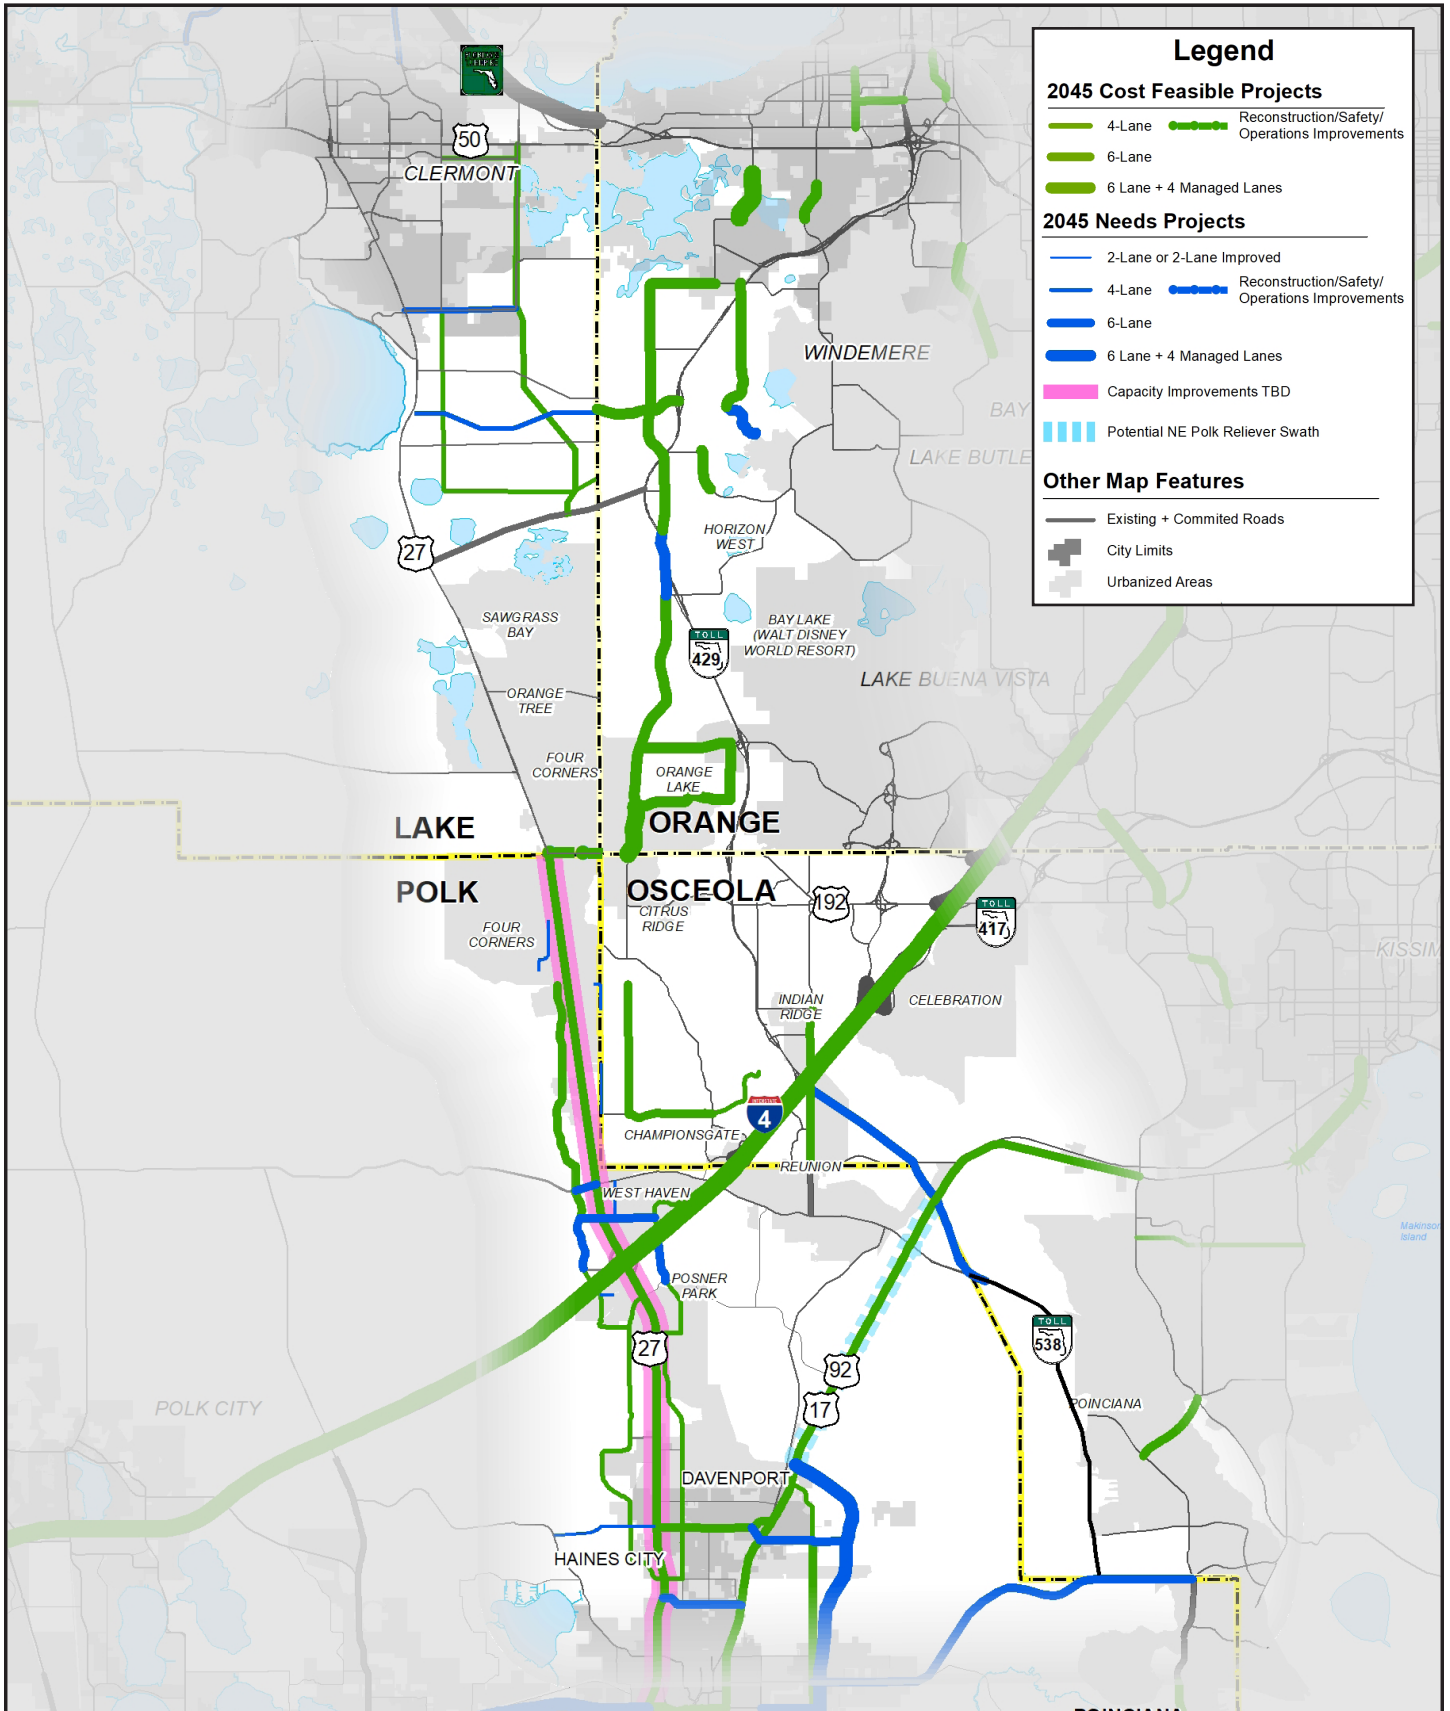 Legend
2045 Cost Feasible Projects
4-Lane
Reconstruction/Safety/
Operations Improvements
6-Lane
6 Lane + 4 Managed Lanes
2045 Needs Projects
2-Lane or 2-Lane Improved
4-Lane
Reconstruction/Safety/
Operations Improvements
6-Lane
6 Lane + 4 Managed Lanes
Capacity Improvements TBD
Potential NE Polk Reliever Swath
Other Map Features
Existing + Commited Roads
City Limits
Urbanized Areas
50
CLERMONT
WINDEMERE
BAY
LAKE BUTLE
HORIZON
WEST
27
SAWGRASS
BAY
BAY LAKE
(WALT DISNEY
WORLD RESORT)
TOLL
429
LAKE BUENA VISTA
ORANGE
TREE
FOUR
CORNERS
ORANGE
LAKE
LAKE
ORANGE
POLK
OSCEOLA
192
CITRUS
RIDGE
TOLL
417
FOUR
CORNERS
KISSIM
INDIAN
RIDGE
CELEBRATION
4
CHAMPIONSGATE
REUNION
WEST HAVEN
Makinson
Island
POSNER
PARK
TOLL
538
27
92
17
POLK CITY
POINCIANA
DAVENPORT
HAINES CITY
POINCIANA